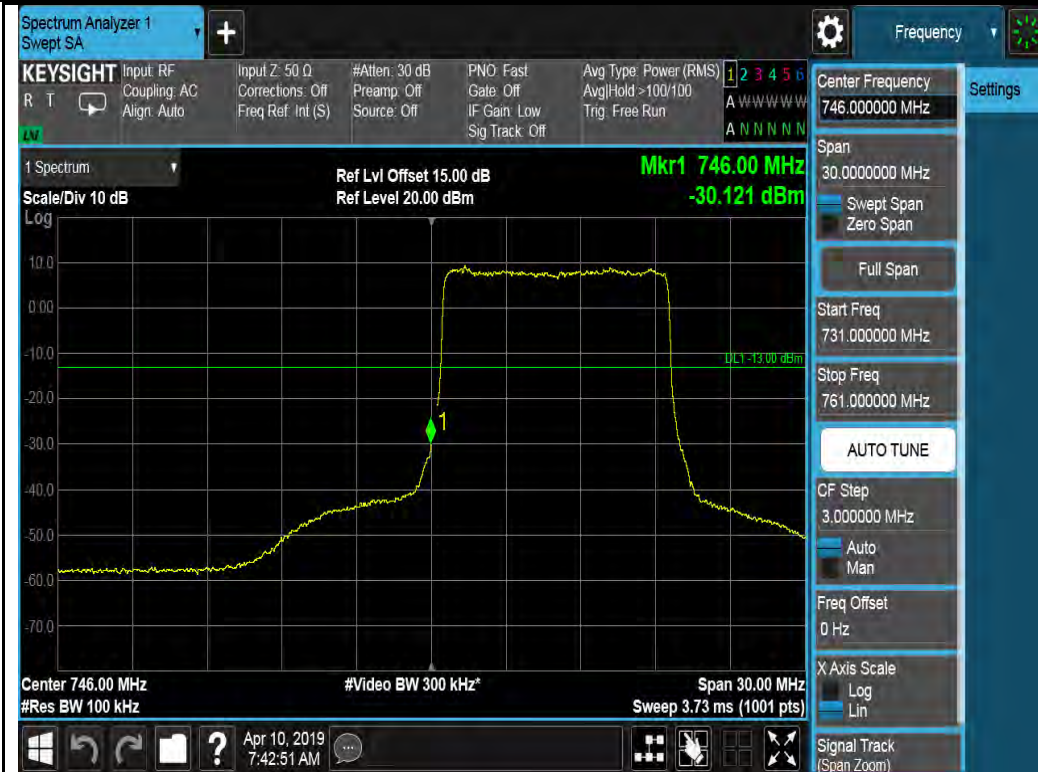 Spectrum Analyzer 1
Swept SA
Frequency
KEYSIGHT
R T
Input: RF
Coupling: AC
Align: Auto
Input Z: 50 Ω
Corrections: Off
Freq Ref: Int (S)
#Atten: 30 dB
Preamp: Off
Source: Off
PNO: Fast
Gate: Off
IF Gain: Low
Sig Track: Off
Avg Type: Power (RMS)
Avg|Hold:>100/100
Trig: Free Run
1 2 3 4 5 6
A W W W W W
A N N N N N
1 Spectrum
Scale/Div 10 dB
Log
Ref Lvl Offset 15.00 dB
Ref Level 20.00 dBm
Mkr1 746.00 MHz
-30.121 dBm
10.0
0.00
-10.0
-20.0
-30.0
-40.0
-50.0
-60.0
-70.0
DL1 -13.00 dBm
1
Center 746.00 MHz
#Res BW 100 kHz
#Video BW 300 kHz*
Span 30.00 MHz
Sweep 3.73 ms (1001 pts)
Apr 10, 2019
7:42:51 AM
Center Frequency
746.000000 MHz
Settings
Span
30.0000000 MHz
Swept Span
Zero Span
Full Span
Start Freq
731.000000 MHz
Stop Freq
761.000000 MHz
AUTO TUNE
CF Step
3.000000 MHz
Auto
Man
Freq Offset
0 Hz
X Axis Scale
Log
Lin
Signal Track
(Span Zoom)